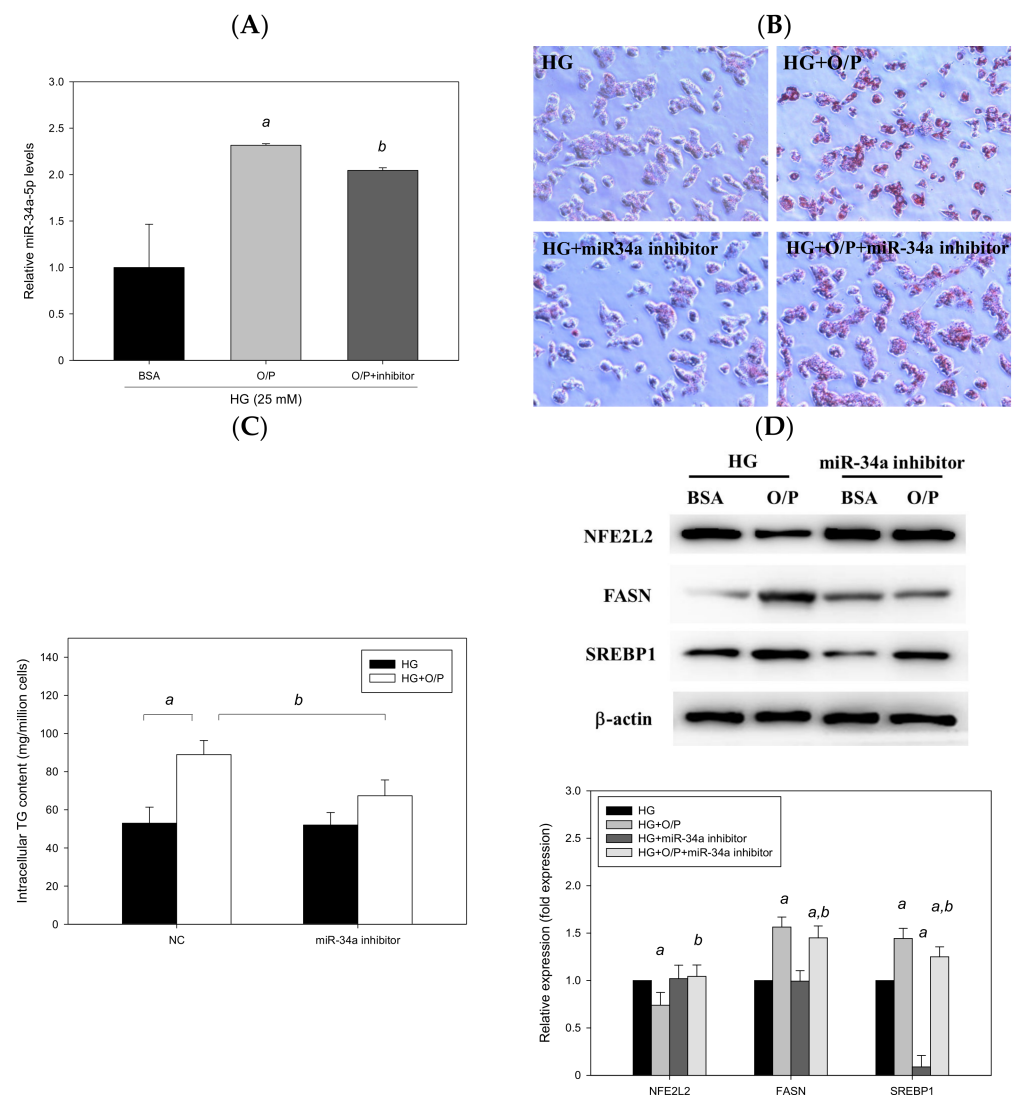 (A)
3.0
2.5
2.0
1.5
1.0
0.5
0
Relative miR-34a-5p levels
a
b
BSA
O/P
O/P+inhibitor
HG (25 mM)
(B)
HG
HG+O/P
HG+miR34a inhibitor
HG+O/P+miR-34a inhibitor
(C)
140
120
100
80
60
40
20
0
Intracellular TG content (mg/million cells)
HG
HG+O/P
a
b
NC
miR-34a inhibitor
(D)
HG miR-34a inhibitor
BSA O/P BSA O/P
NFE2L2
FASN
SREBP1
β-actin
3.0
2.5
2.0
1.5
1.0
0.5
0
Relative expression (fold expression)
HG
HG+O/P
HG+miR-34a inhibitor
HG+O/P+miR-34a inhibitor
a
b
a
a,b
a
a
a,b
NFE2L2
FASN
SREBP1